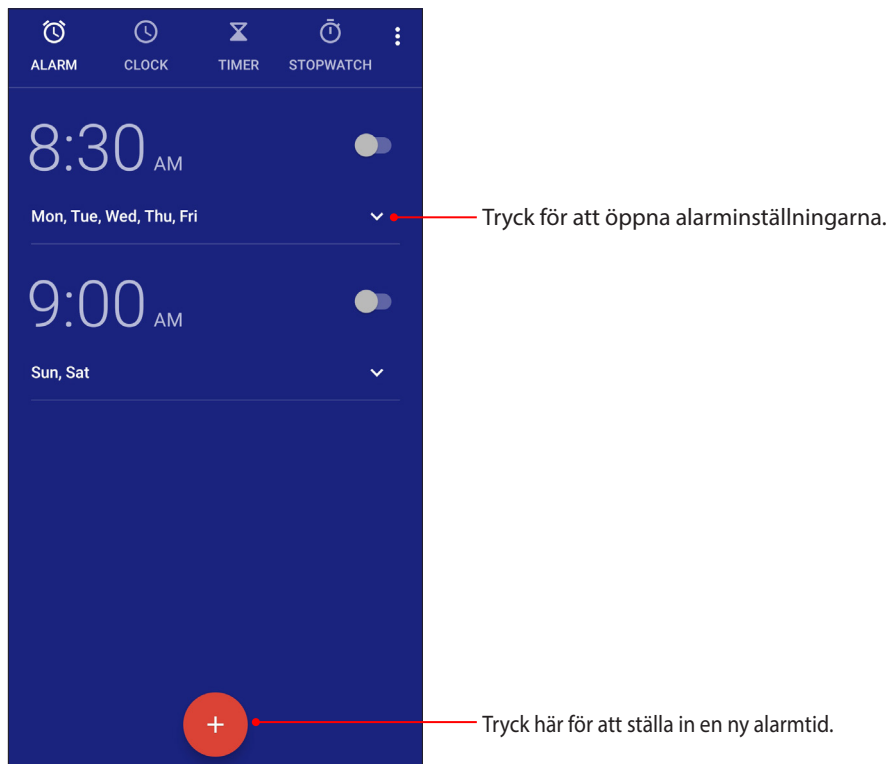 ALARM CLOCK TIMER STOPWATCH
8:30 AM
Mon, Tue, Wed, Thu, Fri
Tryck för att öppna alarminställningarna.
9:00 AM
Sun, Sat
+
Tryck här för att ställa in en ny alarmtid.